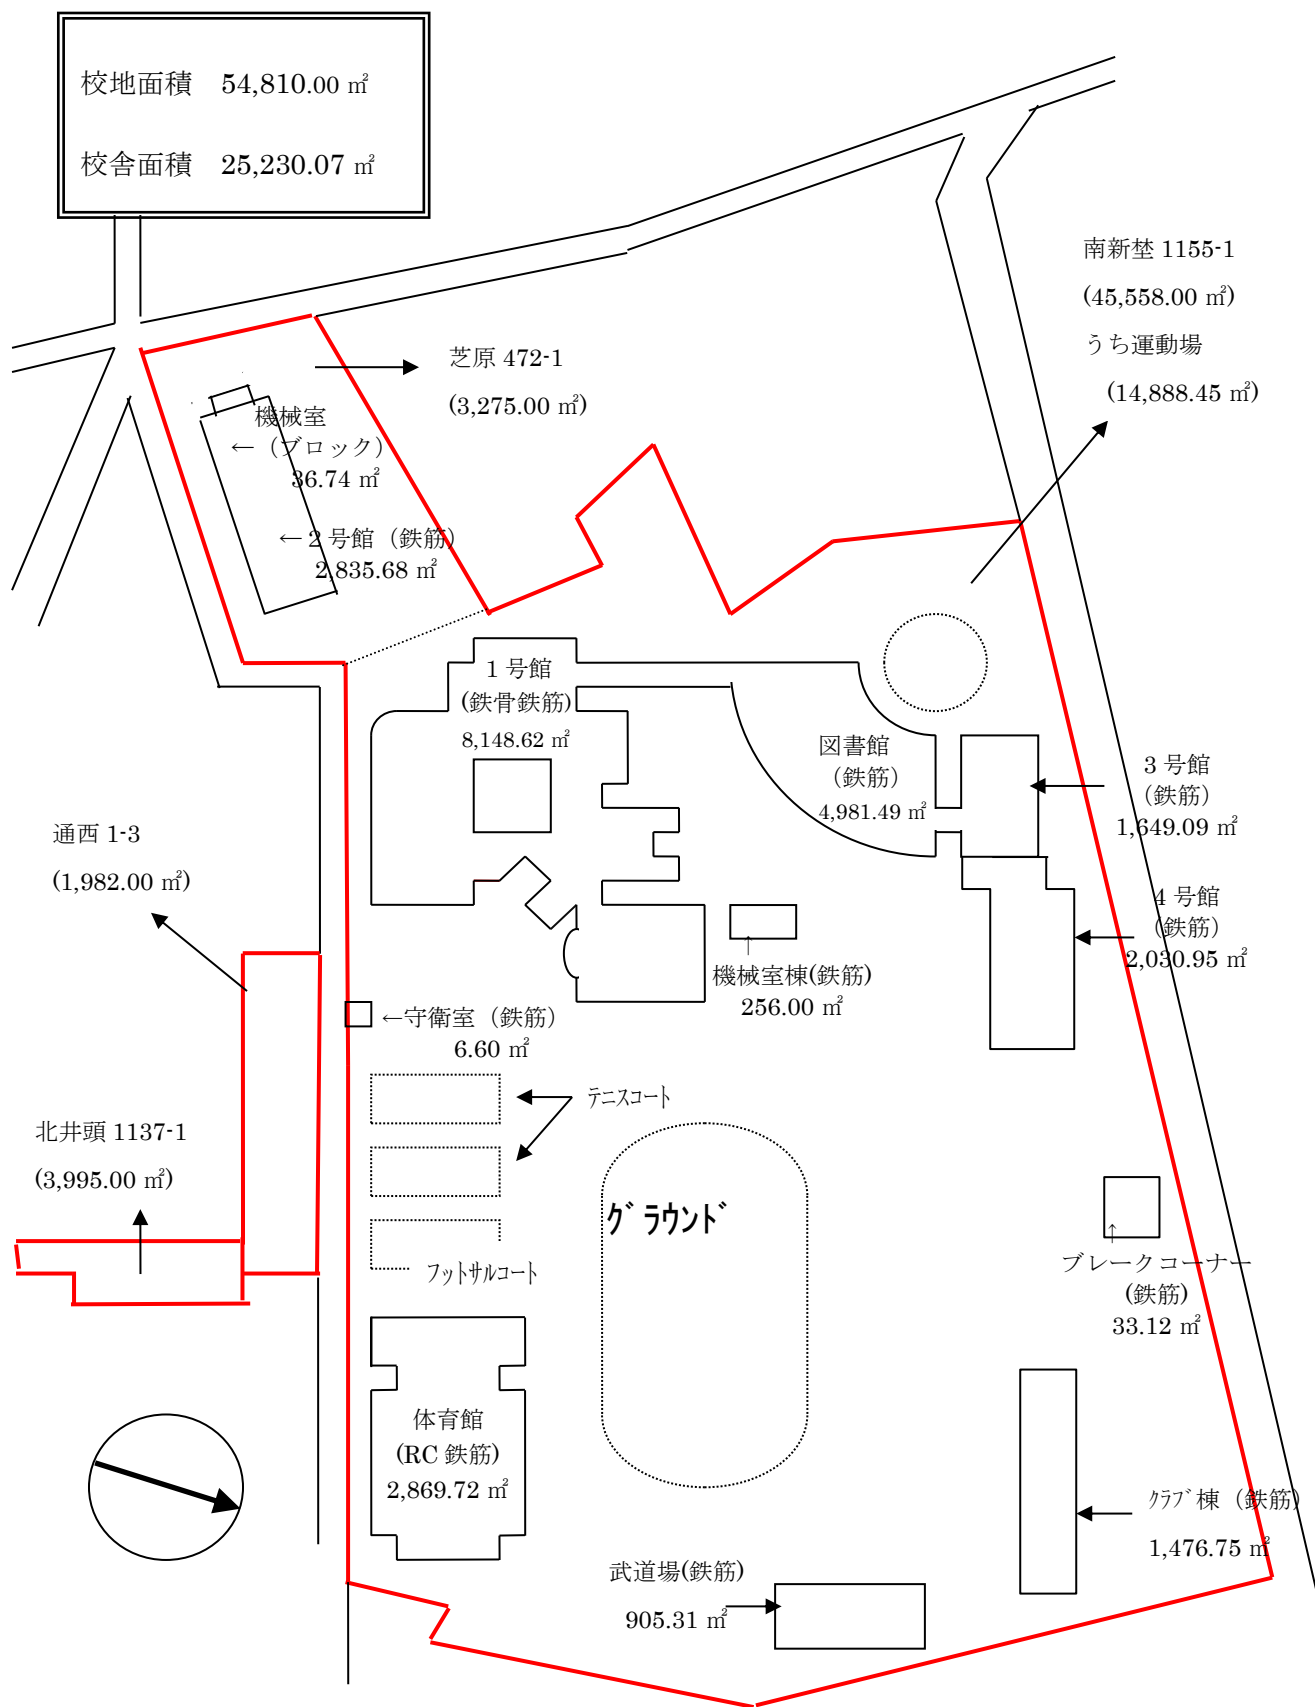 校地面積 54,810.00 ㎡
校舎面積 25,230.07 ㎡
南新埜 1155-1
(45,558.00 ㎡)
うち運動場
(14,888.45 ㎡)
芝原 472-1
(3,275.00 ㎡)
機械室
←（ブロック）
36.74 ㎡
←２号館（鉄筋）
2,835.68 ㎡
１号館
(鉄骨鉄筋)
8,148.62 ㎡
図書館
（鉄筋）
4,981.49 ㎡
３号館
（鉄筋）
1,649.09 ㎡
通西 1-3
(1,982.00 ㎡)
４号館
（鉄筋）
2,030.95 ㎡
↑
機械室棟(鉄筋)
256.00 ㎡
←守衛室（鉄筋）
6.60 ㎡
ﾃﾆｽｺｰﾄ
北井頭 1137-1
(3,995.00 ㎡)
ｸﾞﾗｳﾝﾄﾞ
ﾌｯﾄｻﾙｺｰﾄ
↑
ブレークコーナー
(鉄筋)
33.12 ㎡
体育館
(RC 鉄筋)
2,869.72 ㎡
ｸﾗﾌﾞ棟（鉄筋）
1,476.75 ㎡
武道場(鉄筋)
905.31 ㎡